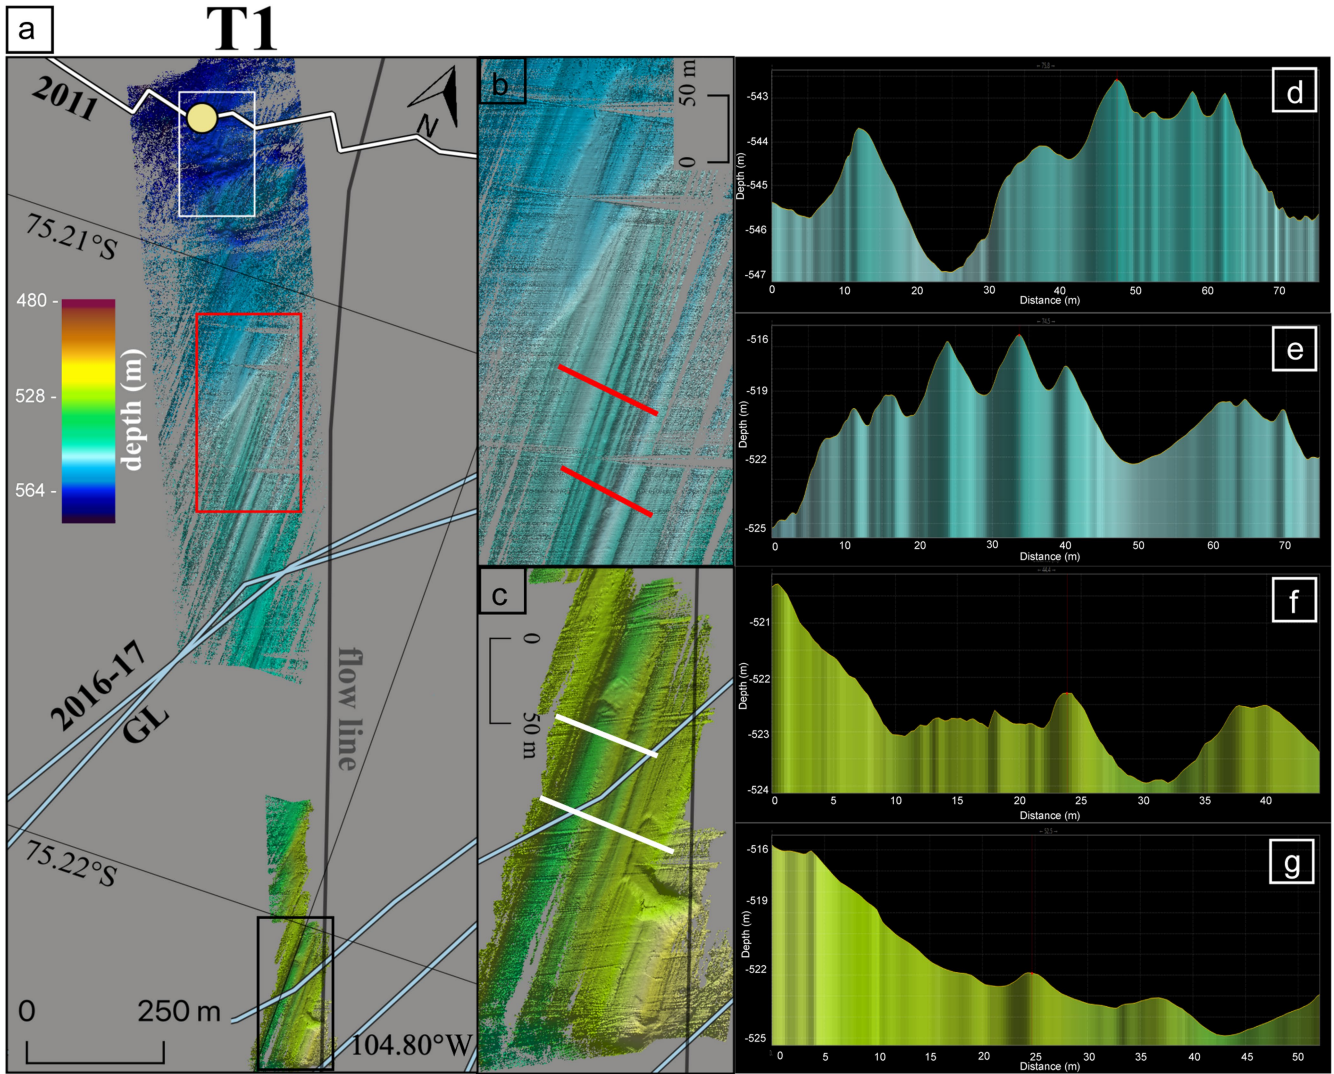 a
T1
2011
N
75.21°S
480 -
528 -
564 -
depth (m)
2016-17
GL
flow line
75.22°S
0 250 m
104.80°W
b
50 m
0
c
0
50 m
d
-543
-544
-545
-546
-547
Depth (m)
0 10 20 30 40 50 60 70
Distance (m)
e
-516
-519
-522
-525
Depth (m)
10 20 30 40 50 60 70
Distance (m)
f
-521
-522
-523
-524
Depth (m)
0 5 10 15 20 25 30 35 40
Distance (m)
g
-516
-519
-522
-525
Depth (m)
0 5 10 15 20 25 30 35 40 45 50
Distance (m)